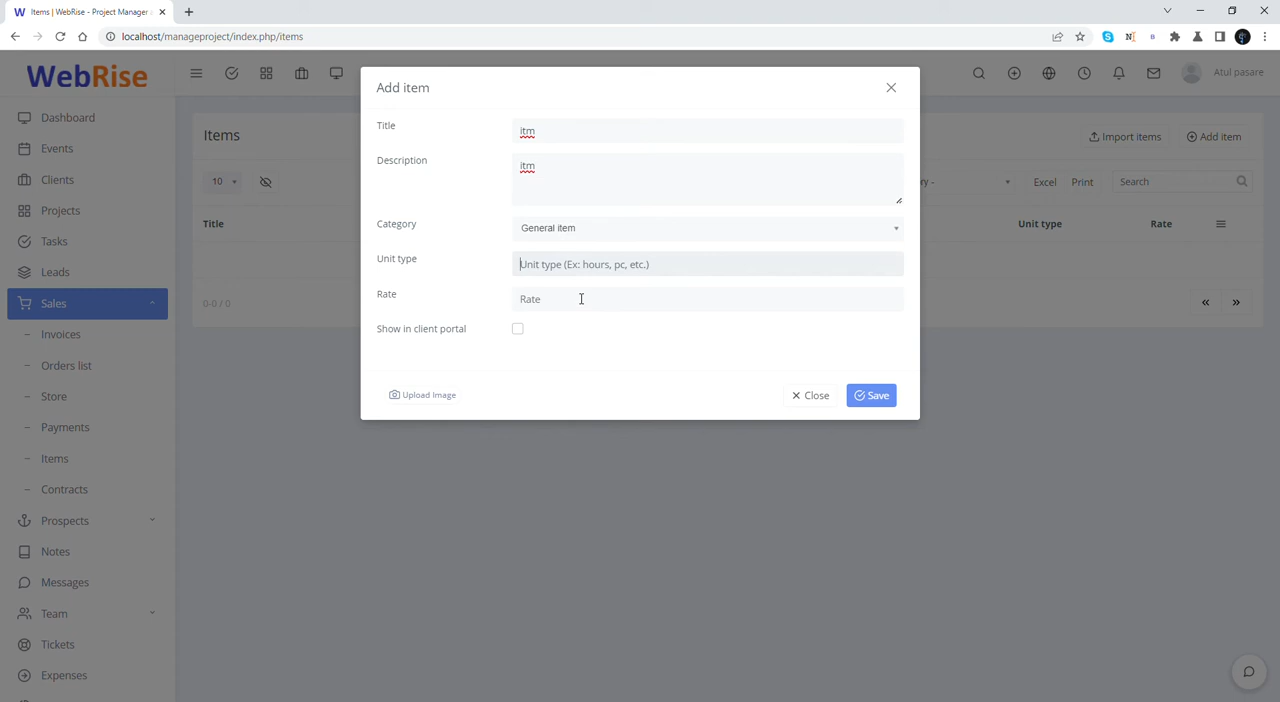 W Items | WebRise - Project Manager
localhost/manageproject/index.php/items
WebRise
Atul pasare
Dashboard
Events
Clients
Projects
Tasks
Leads
Sales
Invoices
Orders list
Store
Payments
Items
Contracts
Prospects
Notes
Messages
Team
Tickets
Expenses
Items
Import items
Add item
10
Excel
Print
Search
Title
Unit type
Rate
0-0 / 0
«
»
Add item
Title
itm
Description
itm
Category
General item
Unit type
Unit type (Ex: hours, pc, etc.)
Rate
Rate
Show in client portal
Upload Image
Close
Save